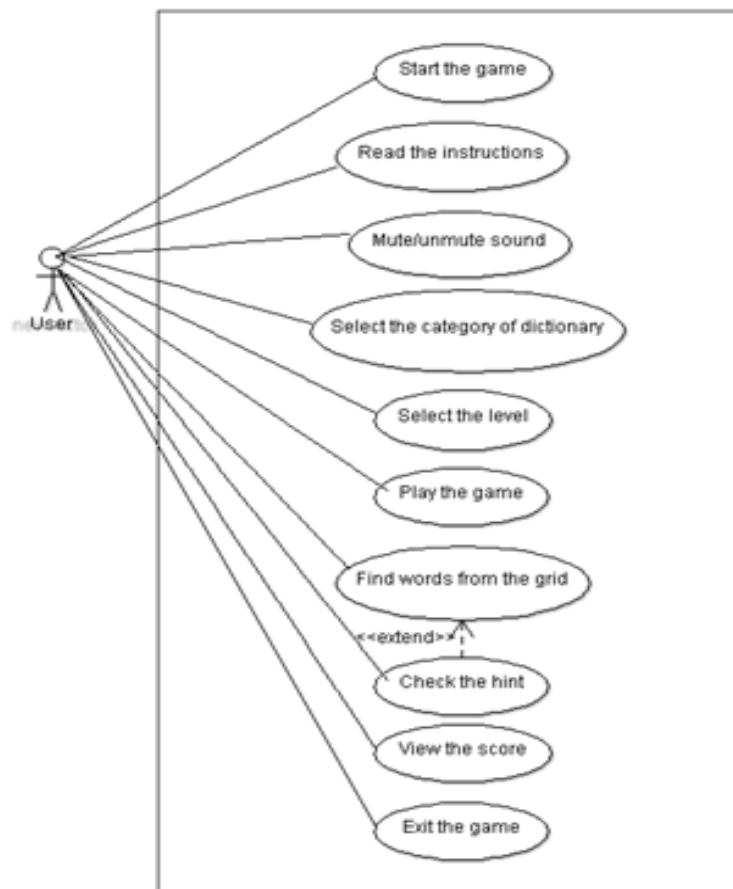 Start the game
Read the instructions
Mute/unmute sound
User
Select the category of dictionary
Select the level
Play the game
Find words from the grid
<<extend>>
Check the hint
View the score
Exit the game